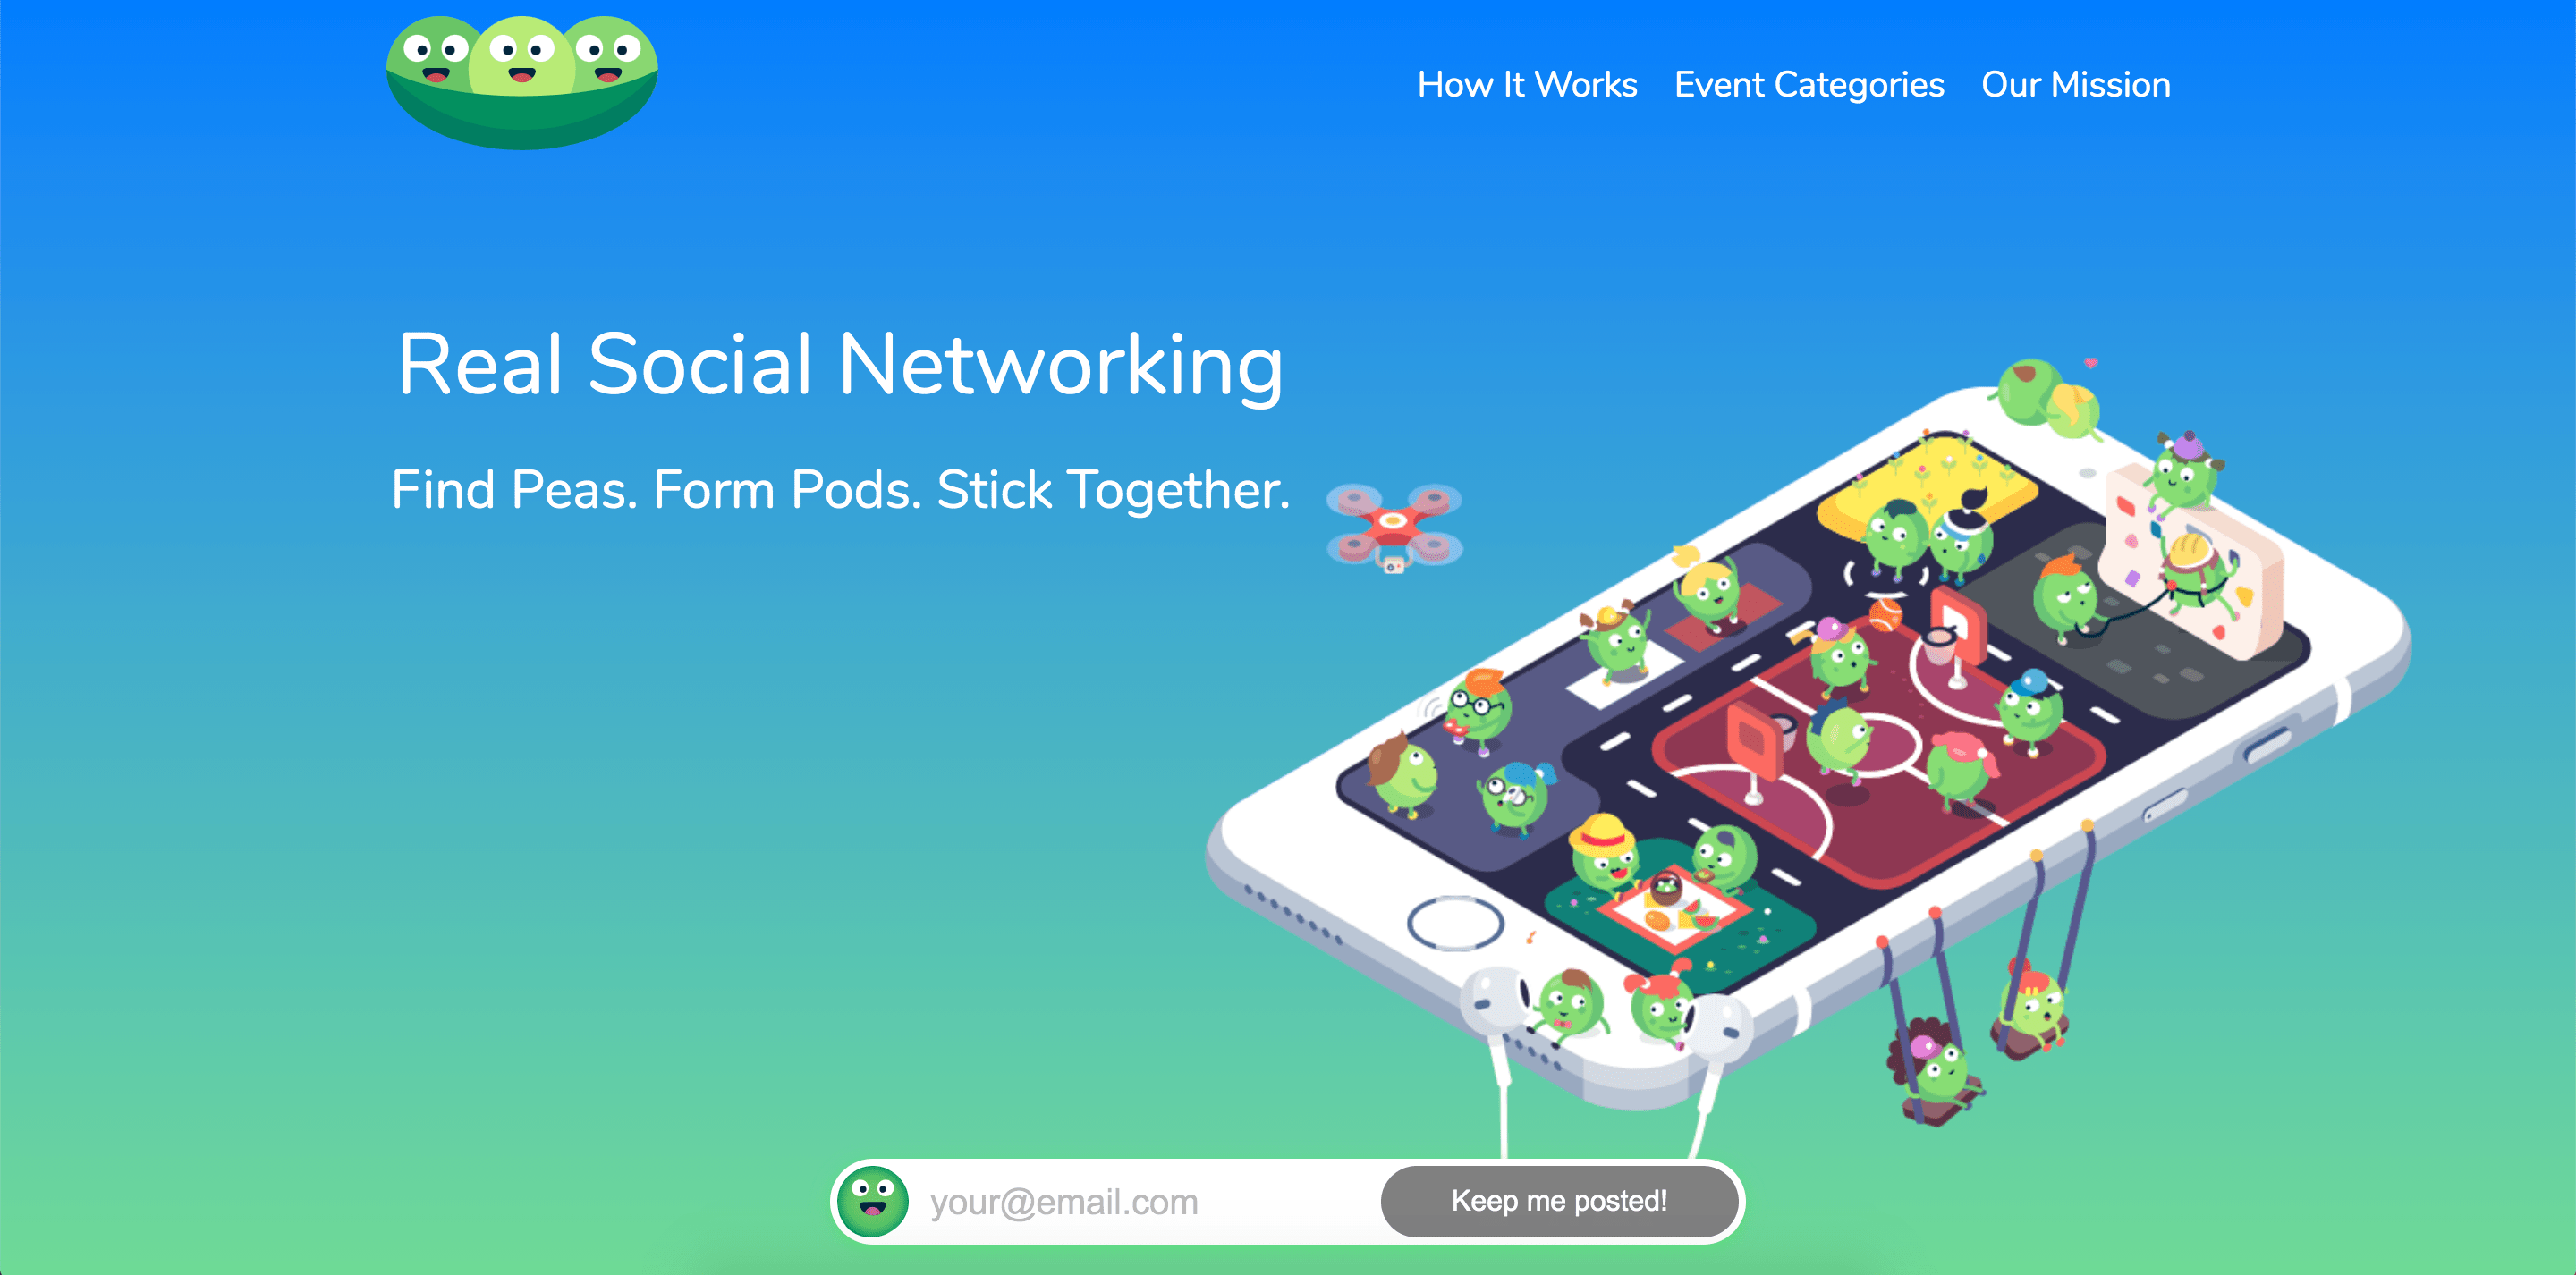 How It Works Event Categories Our Mission
Real Social Networking
Find Peas. Form Pods. Stick Together.
your@email.com Keep me posted!